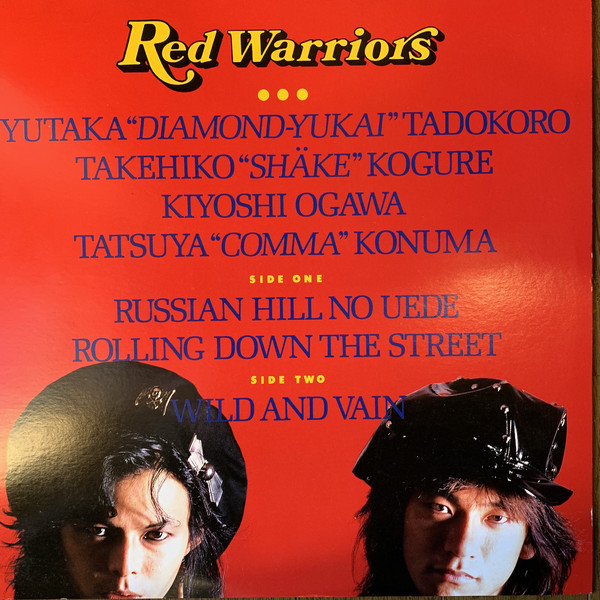 Red Warriors
YUTAKA “DIAMOND-YUKAI” TADOKORO
TAKEHIKO “SHÄKE” KOGURE
KIYOSHI OGAWA
TATSUYA “COMMA” KONUMA
SIDE ONE
RUSSIAN HILL NO UEDE
ROLLING DOWN THE STREET
SIDE TWO
WILD AND VAIN